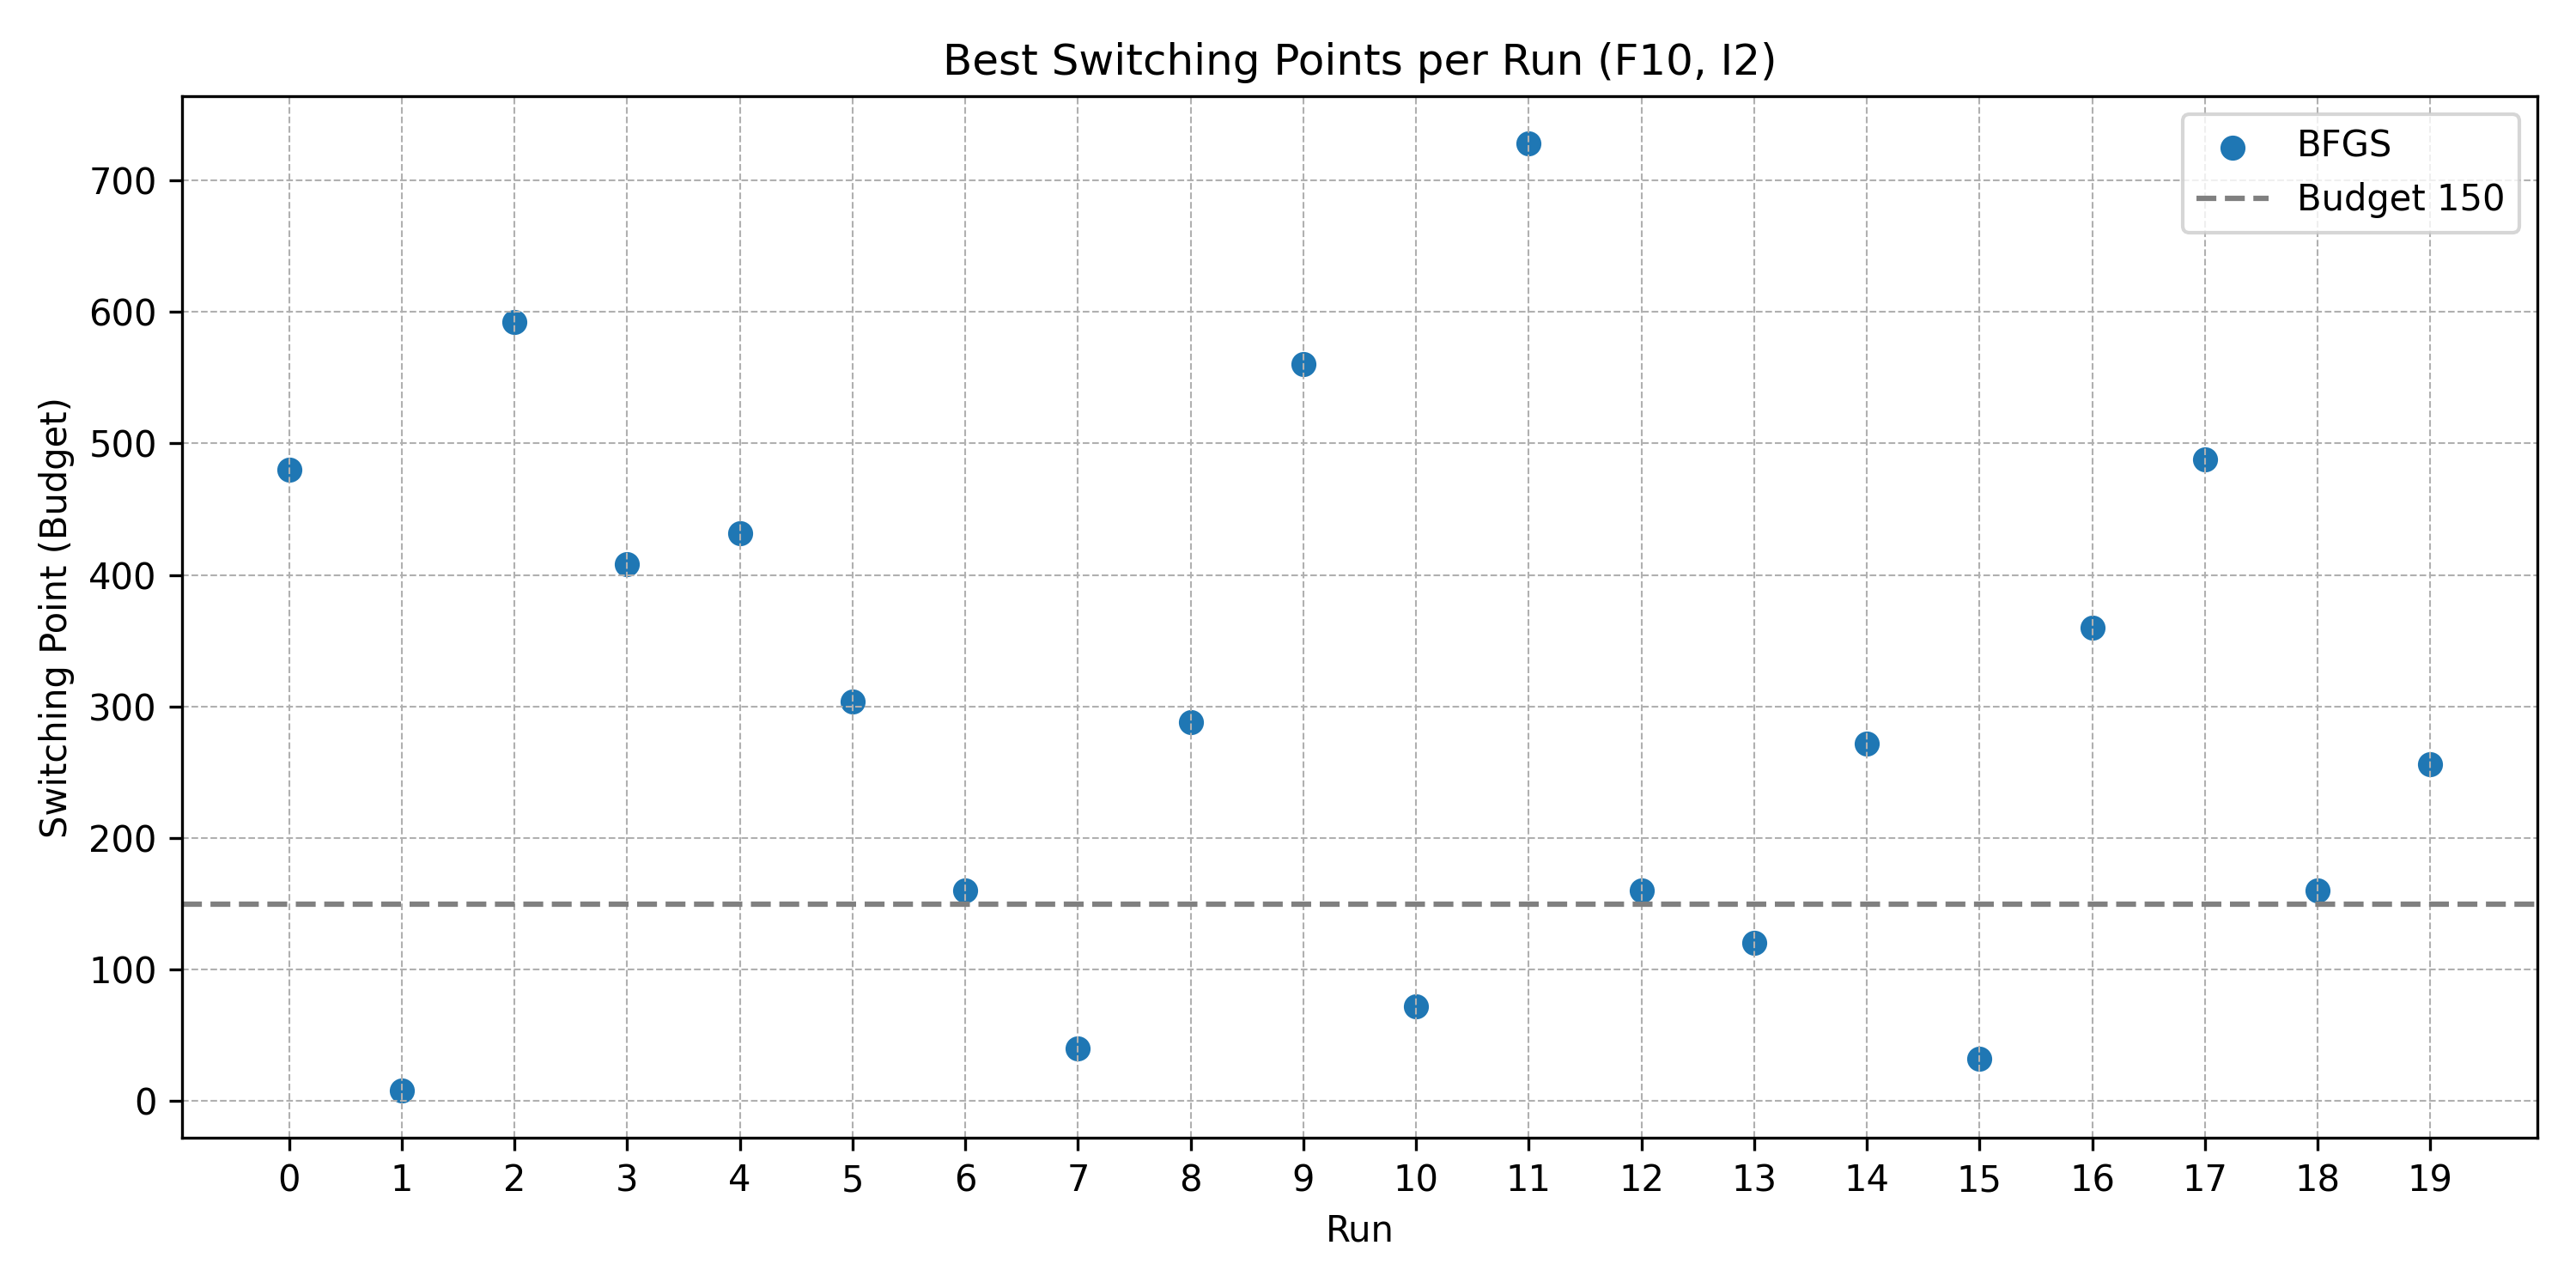 Best Switching Points per Run (F10, I2)
BFGS
Budget 150
Switching Point (Budget)
700
600
500
400
300
200
100
0
0 1 2 3 4 5 6 7 8 9 10 11 12 13 14 15 16 17 18 19
Run